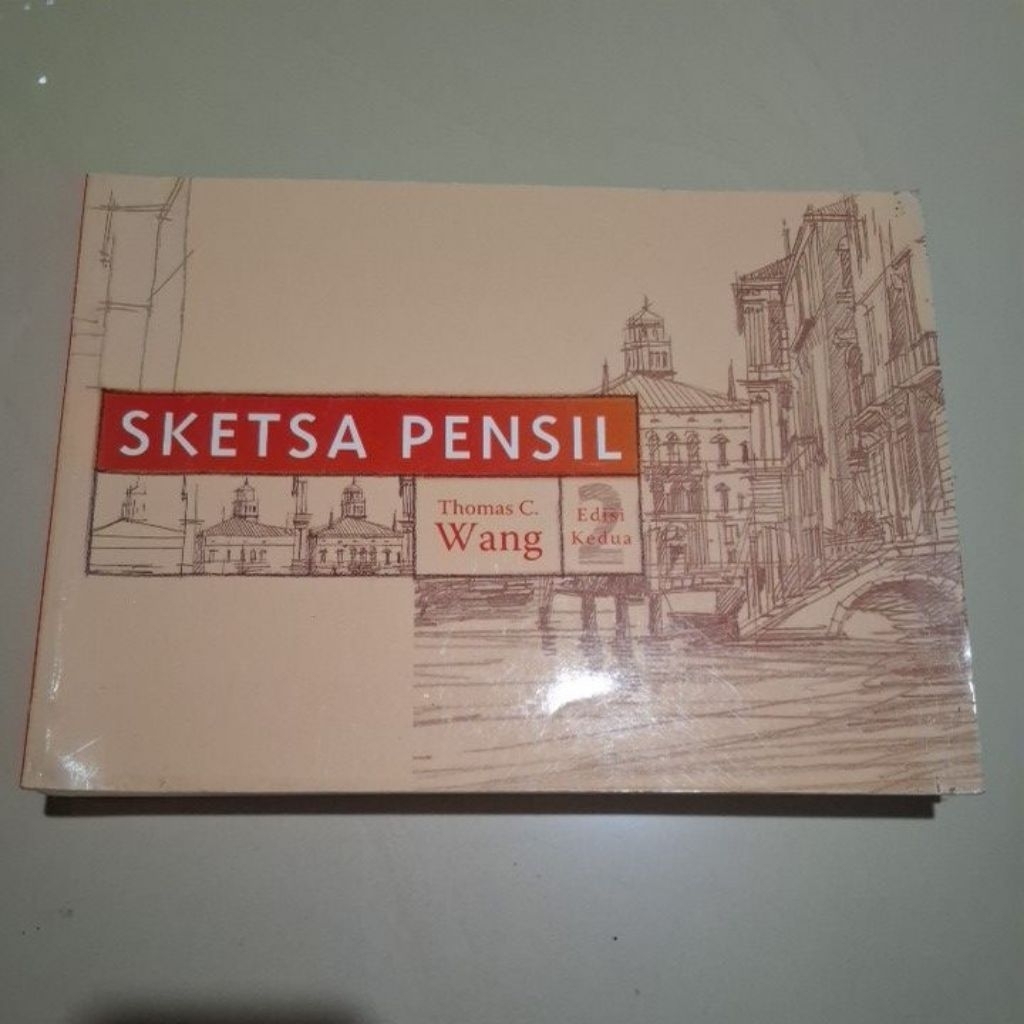 SKETSA PENSIL
Thomas C.
Wang
2
Edisi
Kedua